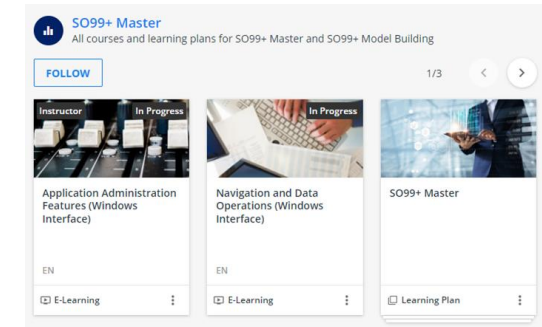 SO99+ Master
All courses and learning plans for SO99+ Master and SO99+ Model Building
FOLLOW
1/3
Instructor
In Progress
In Progress
Application Administration
Features (Windows
Interface)
Navigation and Data
Operations (Windows
Interface)
SO99+ Master
EN
EN
E-Learning
E-Learning
Learning Plan